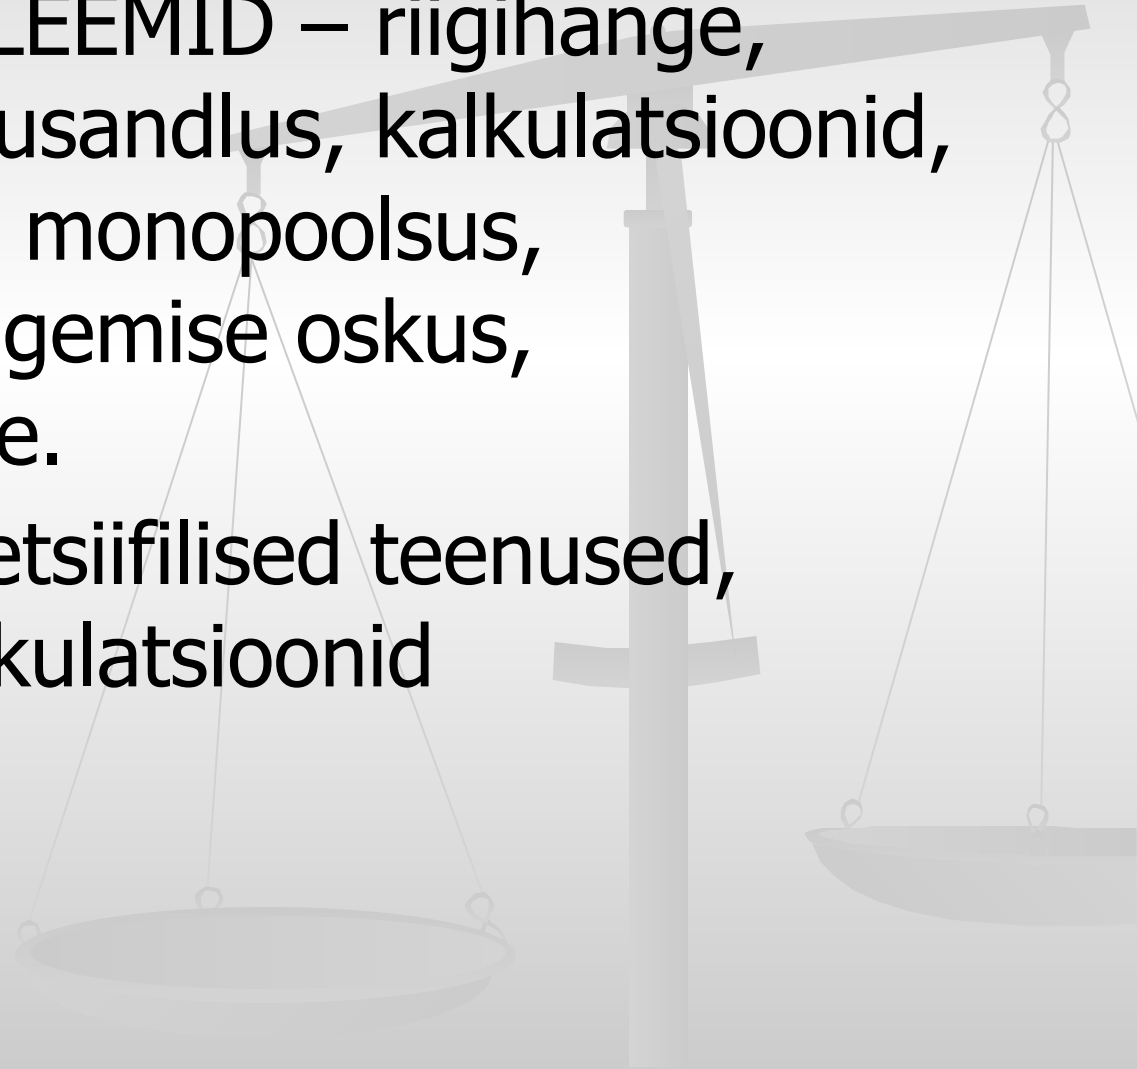 LEEMID – riigihange,
usandlus, kalkulatsioonid,
monopoolsus,
gemise oskus,
e.
etsiifilised teenused,
kulatsioonid